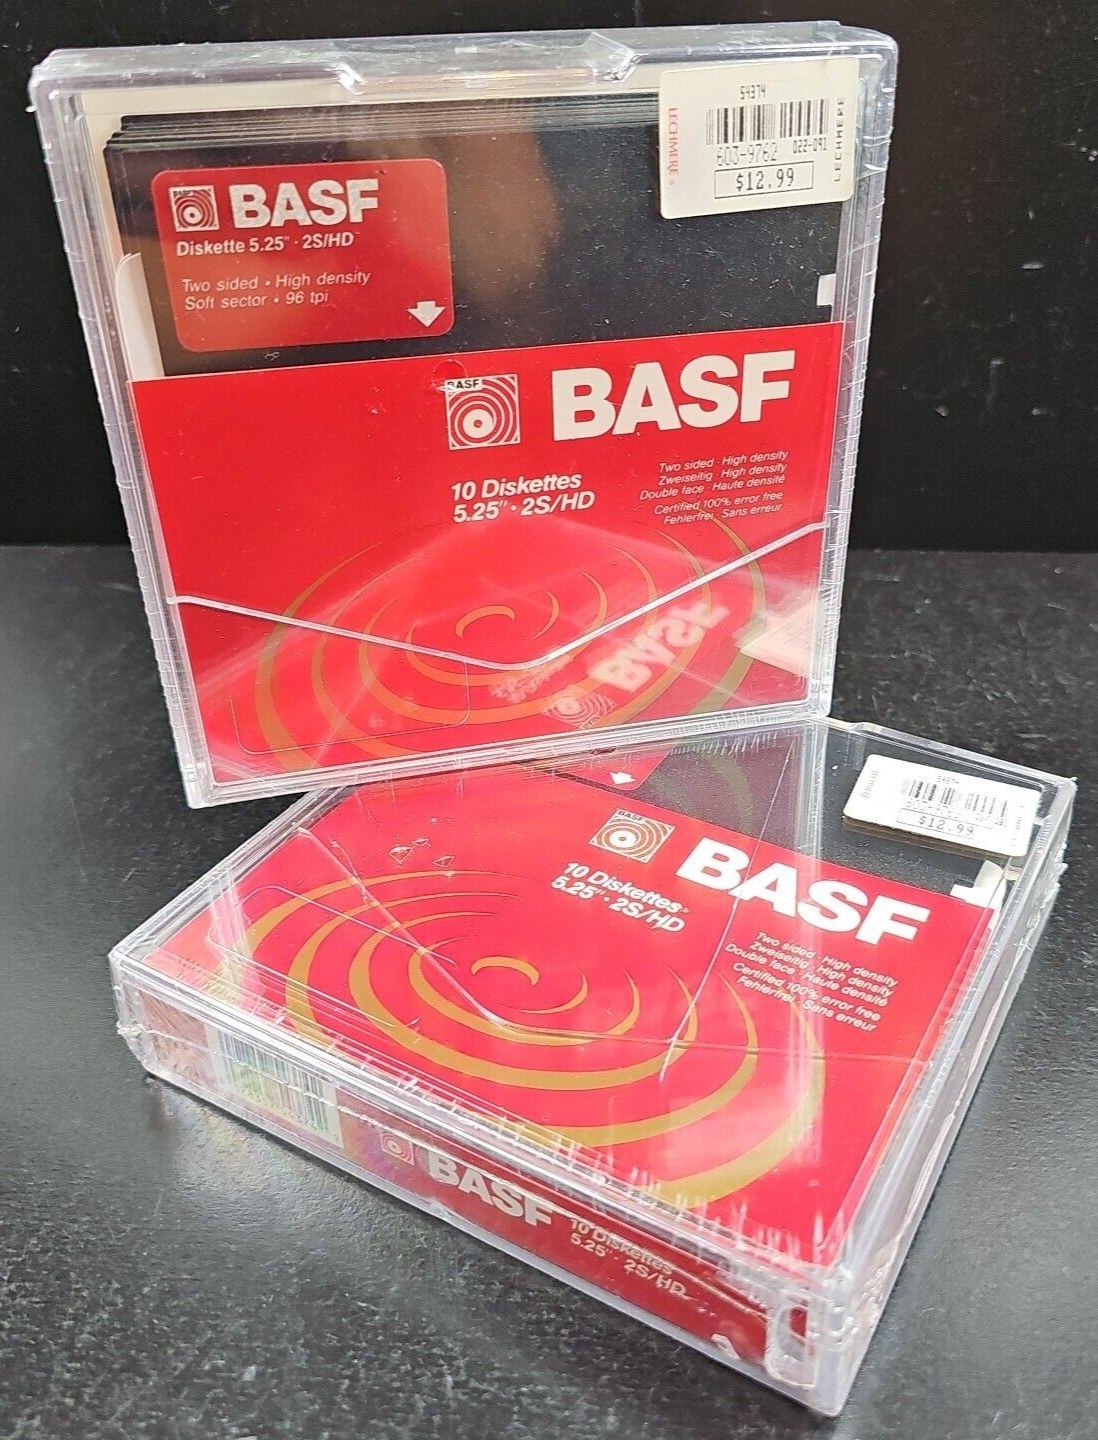 54374
LECHMERE
603-9762 022-091
LECHMERE
$12.99
BASF
BASF
Diskette 5.25" · 2S/HD
Two sided • High density
Soft sector • 96 tpi
BASF
BASF
10 Diskettes
5.25" · 2S/HD
Two sided · High density
Zweiseitig · High density
Double face · Haute densité
Certified 100% error free
Fehlerfrei · Sans erreur
BASF
54374
$12.99
BASF
BASF
10 Diskettes
5.25" · 2S/HD
Two sided · High density
Zweiseitig · High density
Double face · Haute densité
Certified 100% error free
Fehlerfrei · Sans erreur
BASF
10 Diskettes
5.25" · 2S/HD